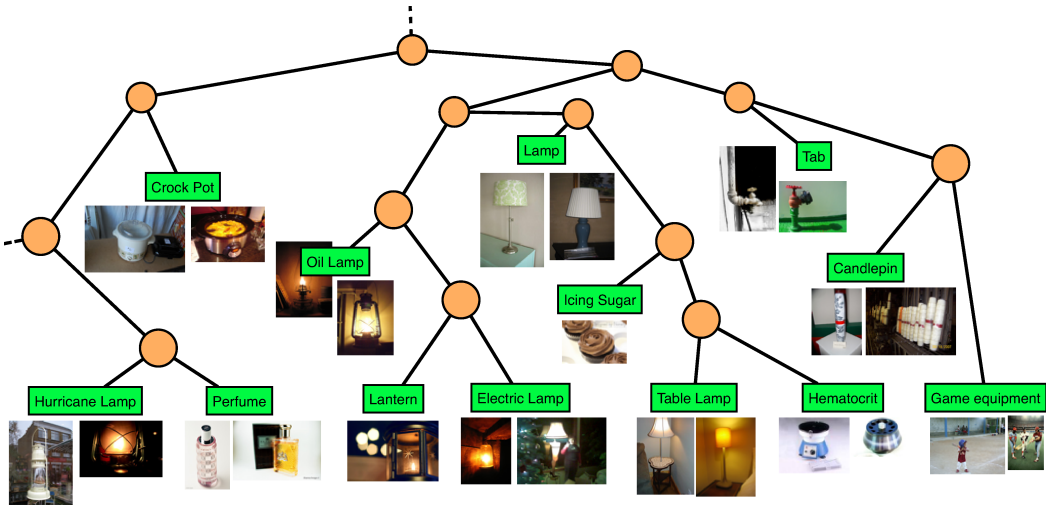 Lamp
Tab
Crock Pot
Oil Lamp
Candlepin
Icing Sugar
Hurricane Lamp
Perfume
Lantern
Electric Lamp
Table Lamp
Hematocrit
Game equipment